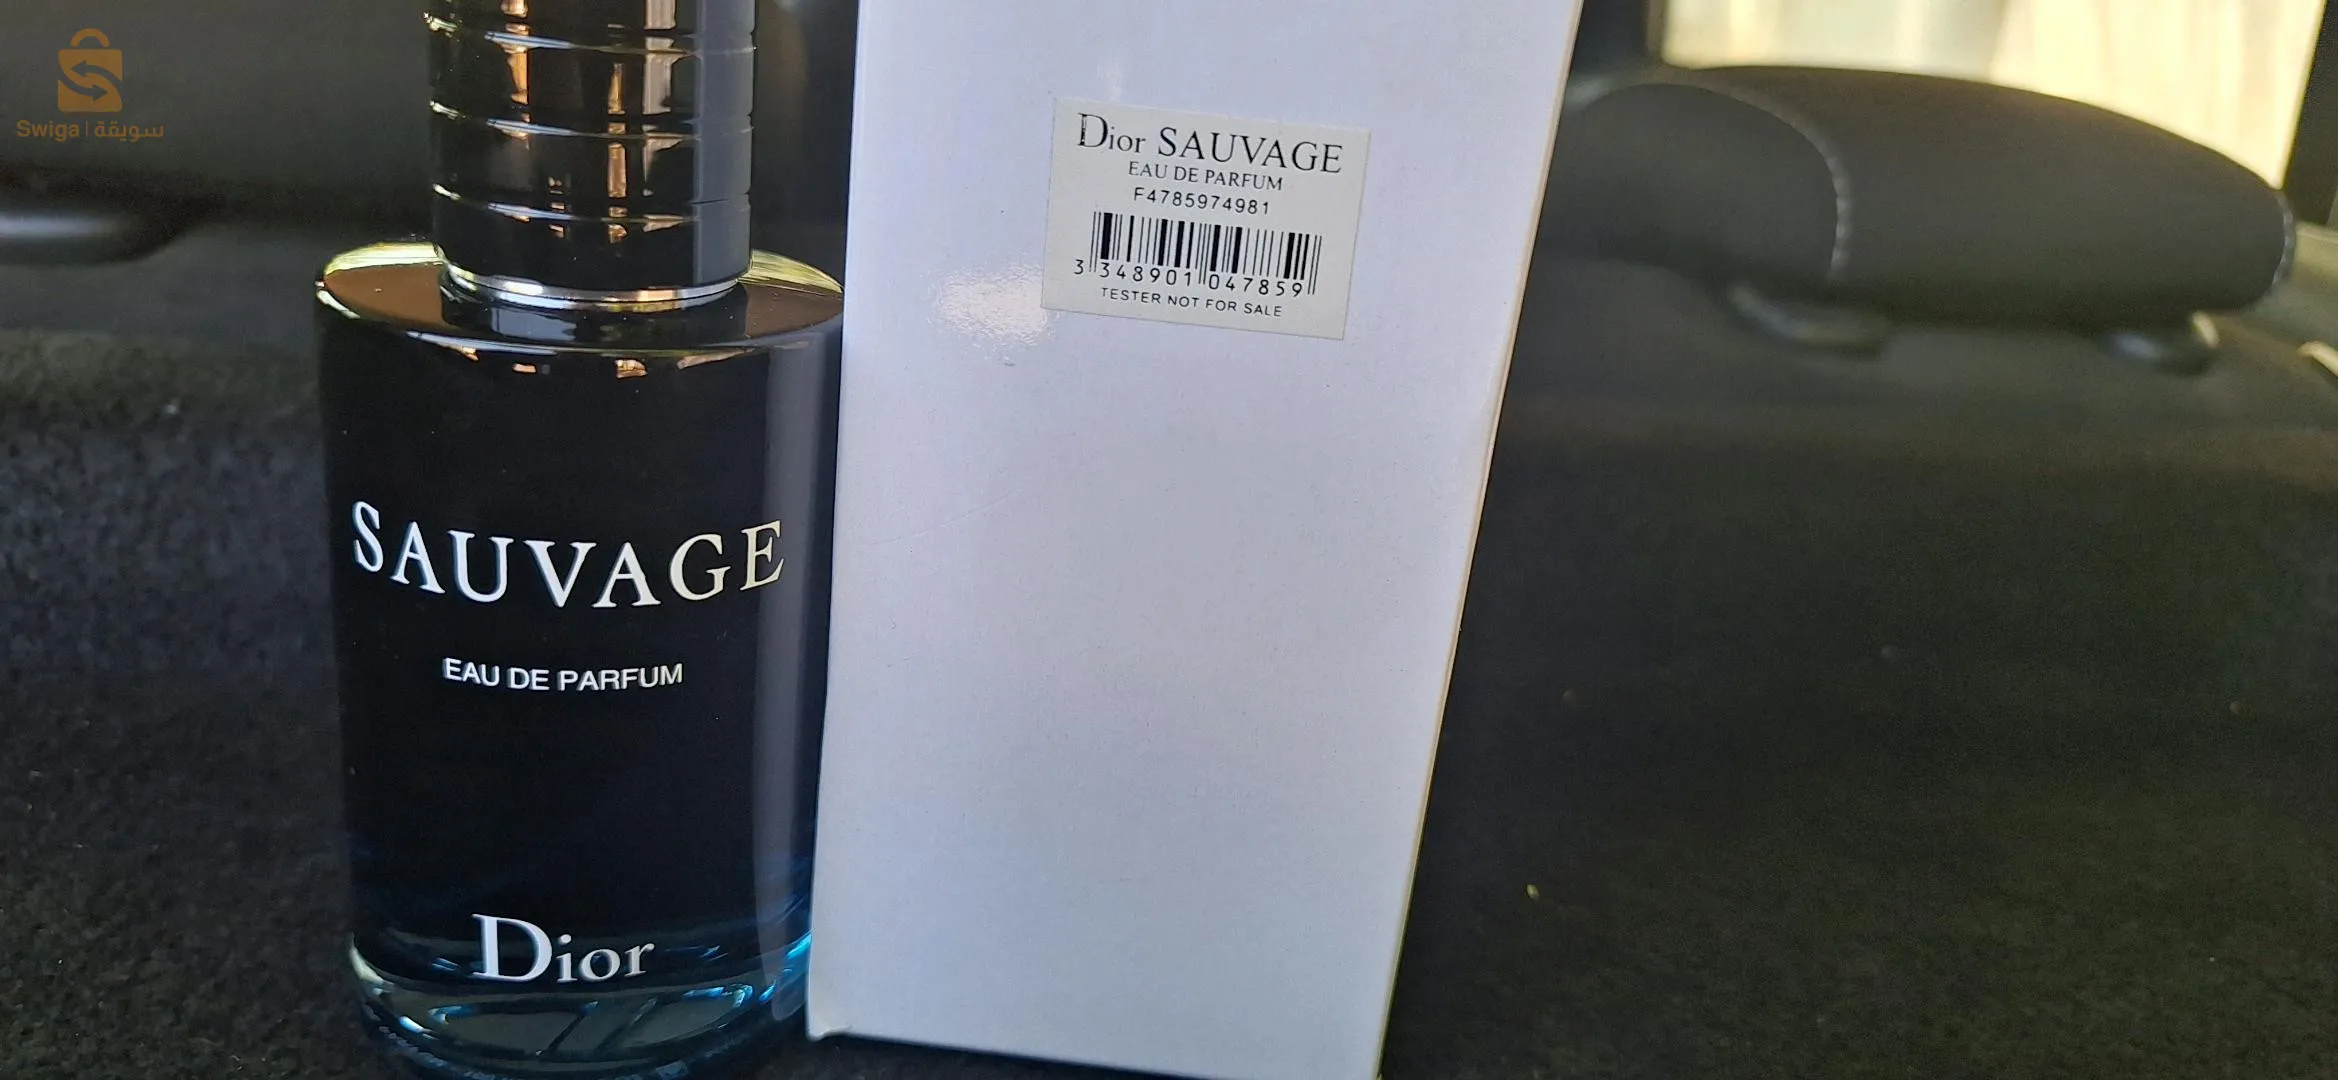 Swiga | سويقة
SAUVAGE
EAU DE PARFUM
Dior
Dior SAUVAGE
EAU DE PARFUM
F4785974981
3 348901 047859
TESTER NOT FOR SALE